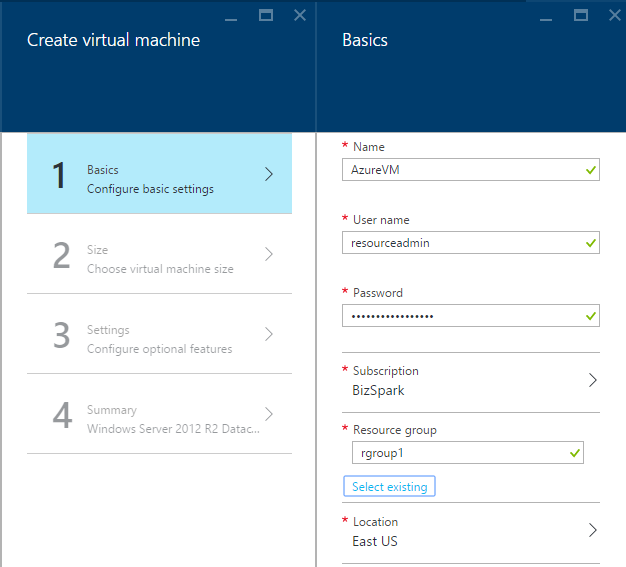 Create virtual machine
1
Basics
Configure basic settings
2
Size
Choose virtual machine size
3
Settings
Configure optional features
4
Summary
Windows Server 2012 R2 Datac...
Basics
* Name
AzureVM
* User name
resourceadmin
* Password
•••••••••••••••••
* Subscription
BizSpark
* Resource group
rgroup1
Select existing
* Location
East US